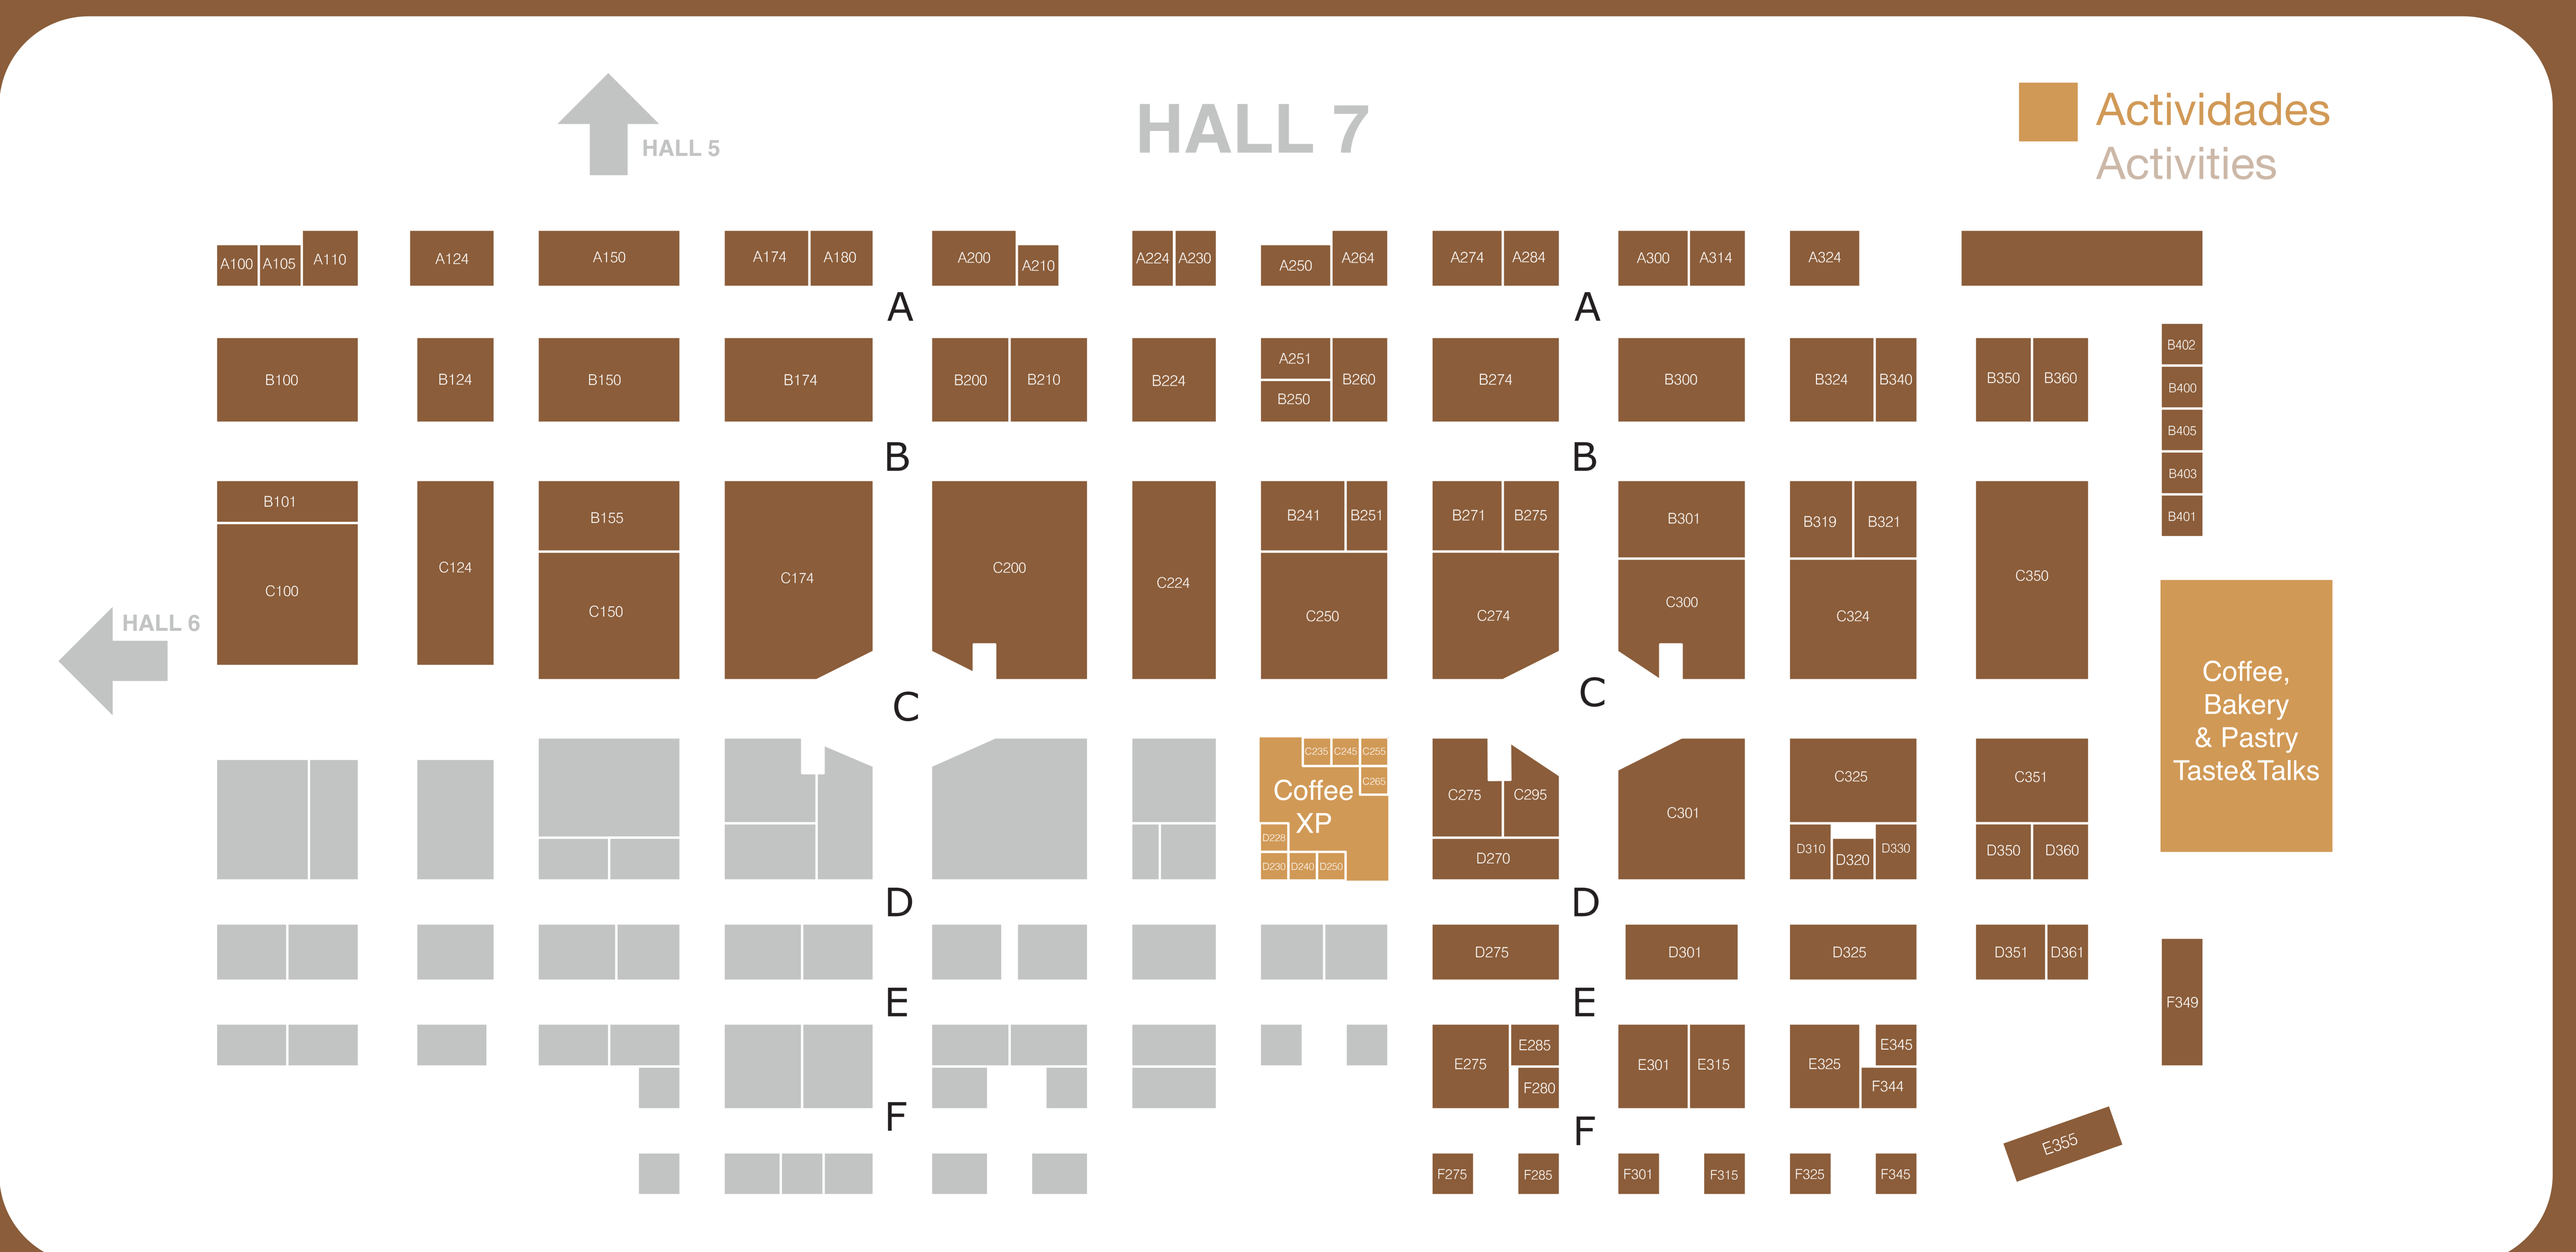 HALL 5
HALL 7
Actividades
Activities
A100 A105 A110 A124 A150 A174 A180 A200 A210 A224 A230 A250 A264 A274 A284 A300 A314 A324
A A
B402
B100 B124 B150 B174 B200 B210 B224 A251 B250 B260 B274 B300 B324 B340 B350 B360
B400
B405
B B
B403
B401
B101 B155 B241 B251 B271 B275 B301 B319 B321
C100 C124 C150 C174 C200 C224 C250 C274 C300 C324 C350
HALL 6
Coffee,
Bakery
& Pastry
Taste&Talks
C C
C235 C245 C255
C265
Coffee
XP
D228
D230 D240 D250
C275 C295 C301 C325 C351
D270 D310 D320 D330 D350 D360
D D
D275 D301 D325 D351 D361
E E
F349
E275 E285 E301 E315 E325 E345
F280 F344
F F
E355
F275 F285 F301 F315 F325 F345